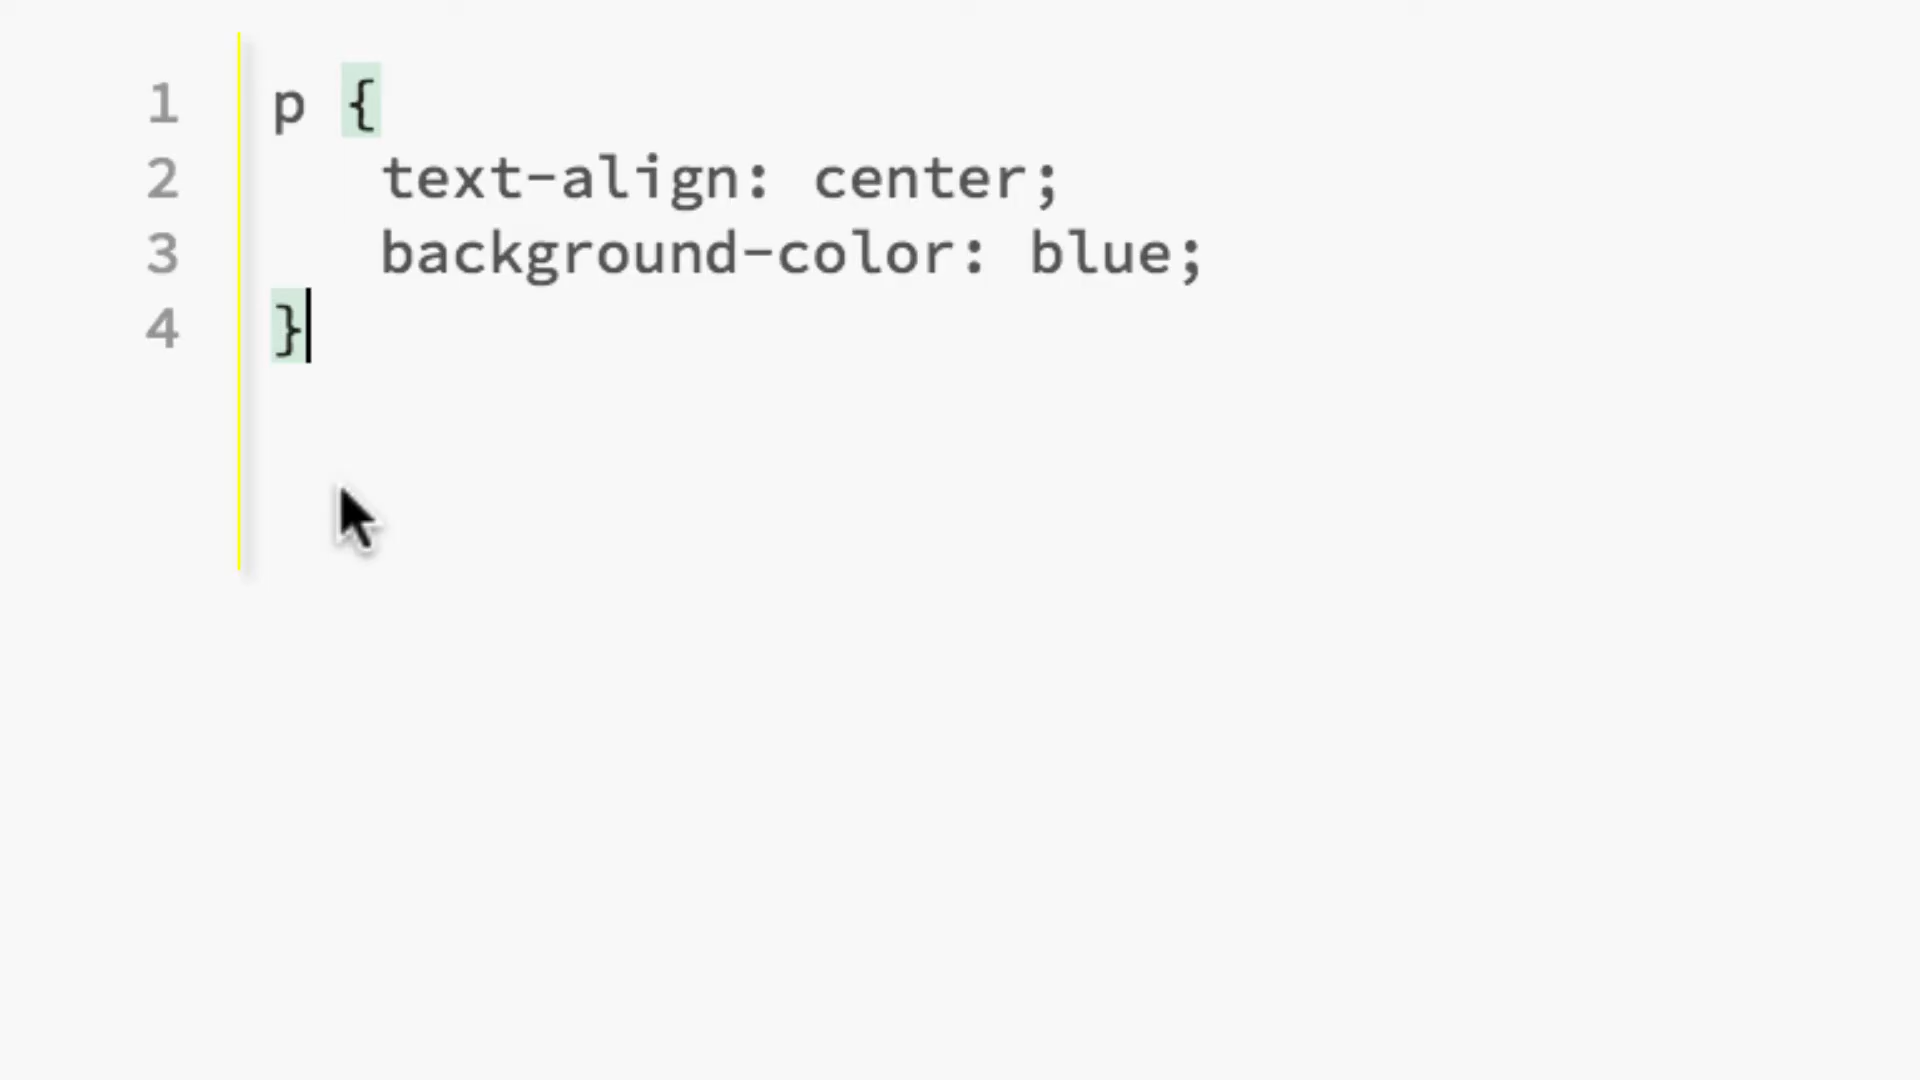 1 p {
2 text-align: center;
3 background-color: blue;
4 }